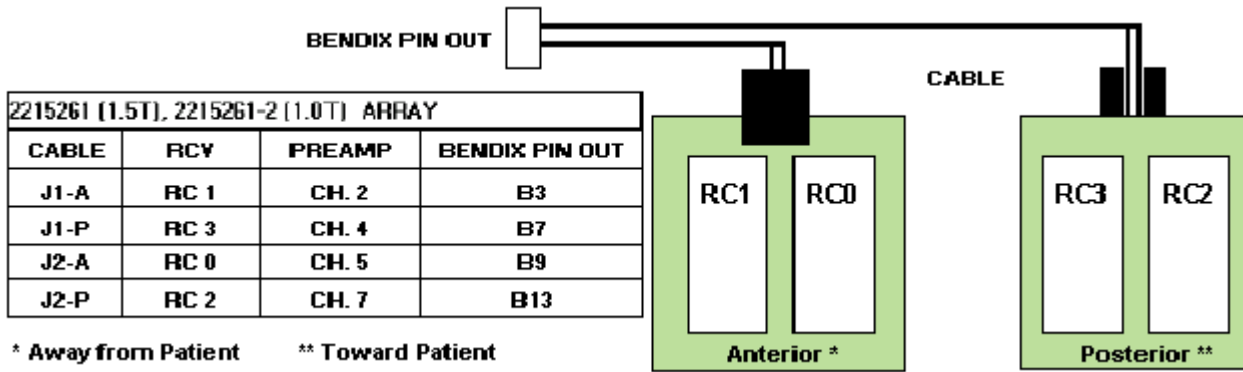 BENDIX PIN OUT
CABLE
2215261 (1.5T), 2215261-2 (1.0T) ARRAY
CABLE RCV PREAMP BENDIX PIN OUT
J1-A RC 1 CH. 2 B3
J1-P RC 3 CH. 4 B7
J2-A RC 0 CH. 5 B9
J2-P RC 2 CH. 7 B13
* Away from Patient ** Toward Patient
RC1 RC0
Anterior *
RC3 RC2
Posterior **